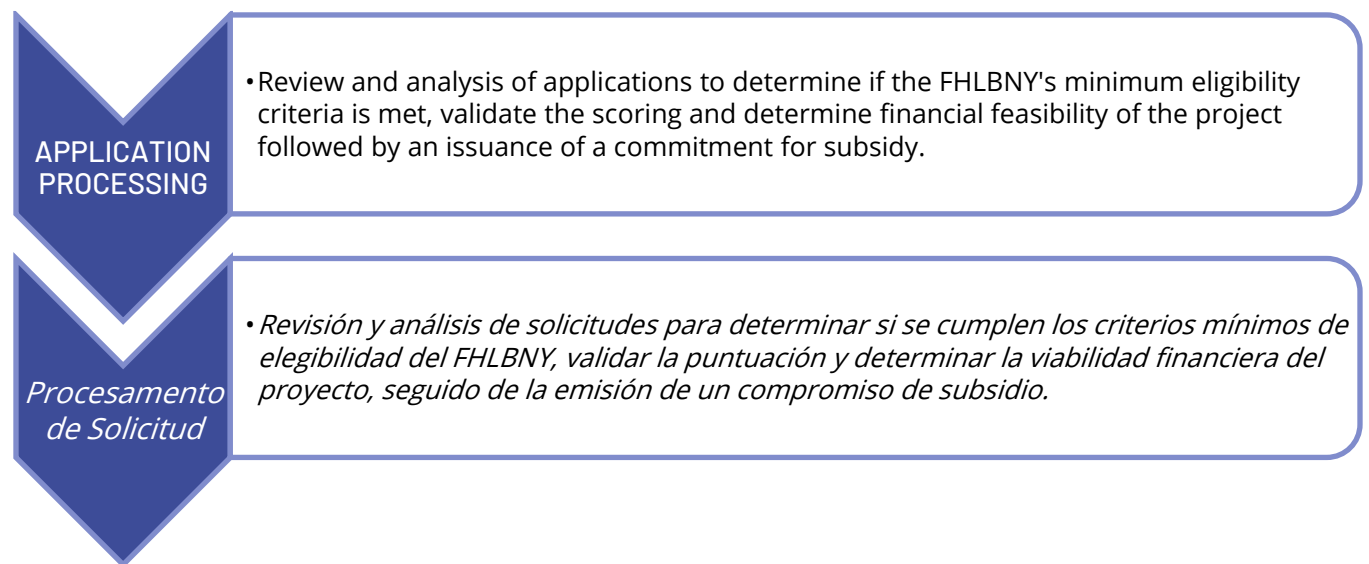 APPLICATION
PROCESSING
•Review and analysis of applications to determine if the FHLBNY's minimum eligibility
criteria is met, validate the scoring and determine financial feasibility of the project
followed by an issuance of a commitment for subsidy.
Procesamento
de Solicitud
•Revisión y análisis de solicitudes para determinar si se cumplen los criterios mínimos de
elegibilidad del FHLBNY, validar la puntuación y determinar la viabilidad financiera del
proyecto, seguido de la emisión de un compromiso de subsidio.